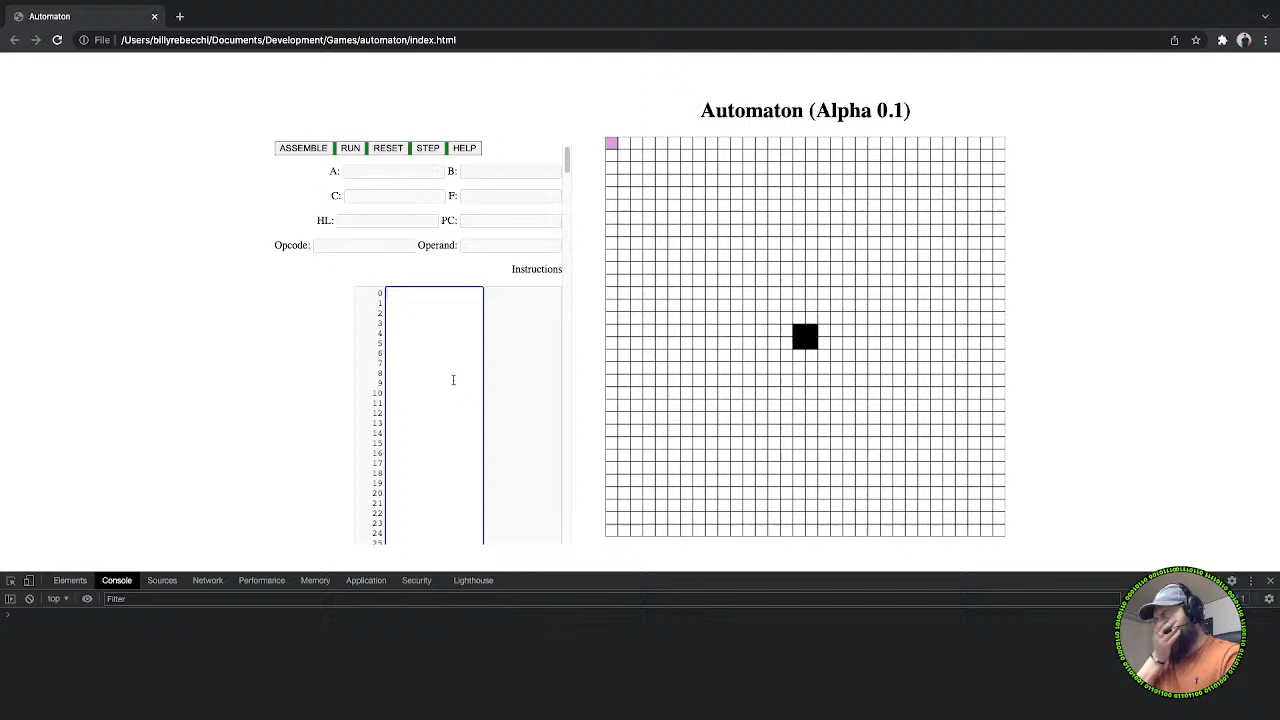 Automaton
File /Users/billyrebecchi/Documents/Development/Games/automaton/index.html
Automaton (Alpha 0.1)
ASSEMBLE RUN RESET STEP HELP
A: B:
C: F:
HL: PC:
Opcode: Operand:
Instructions
0
1
2
3
4
5
6
7
8
9
10
11
12
13
14
15
16
17
18
19
20
21
22
23
24
25
Elements Console Sources Network Performance Memory Application Security Lighthouse
top Filter